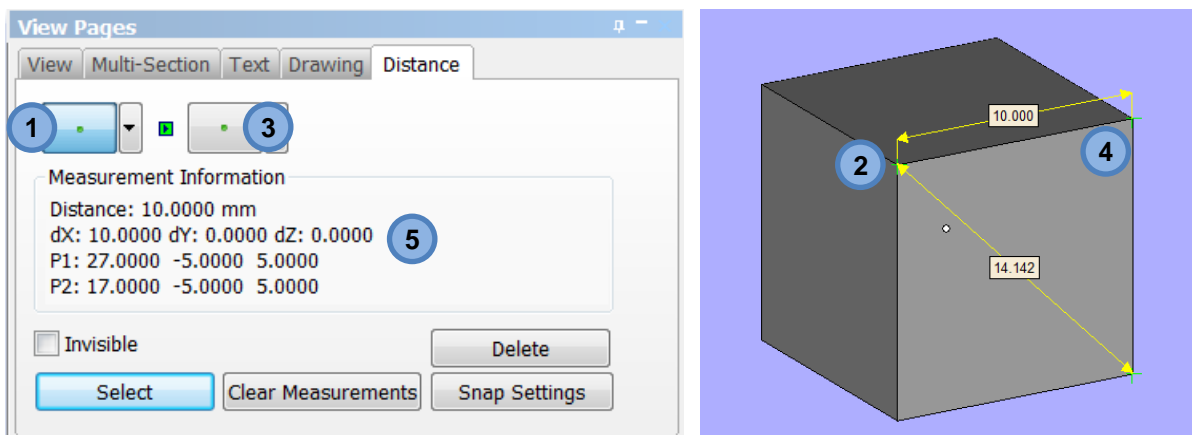 View Pages
View Multi-Section Text Drawing Distance
1 3
Measurement Information
Distance: 10.0000 mm
dX: 10.0000 dY: 0.0000 dZ: 0.0000
5
P1: 27.0000 -5.0000 5.0000
P2: 17.0000 -5.0000 5.0000
Invisible
Delete
Select Clear Measurements Snap Settings
10.000
2 4
14.142